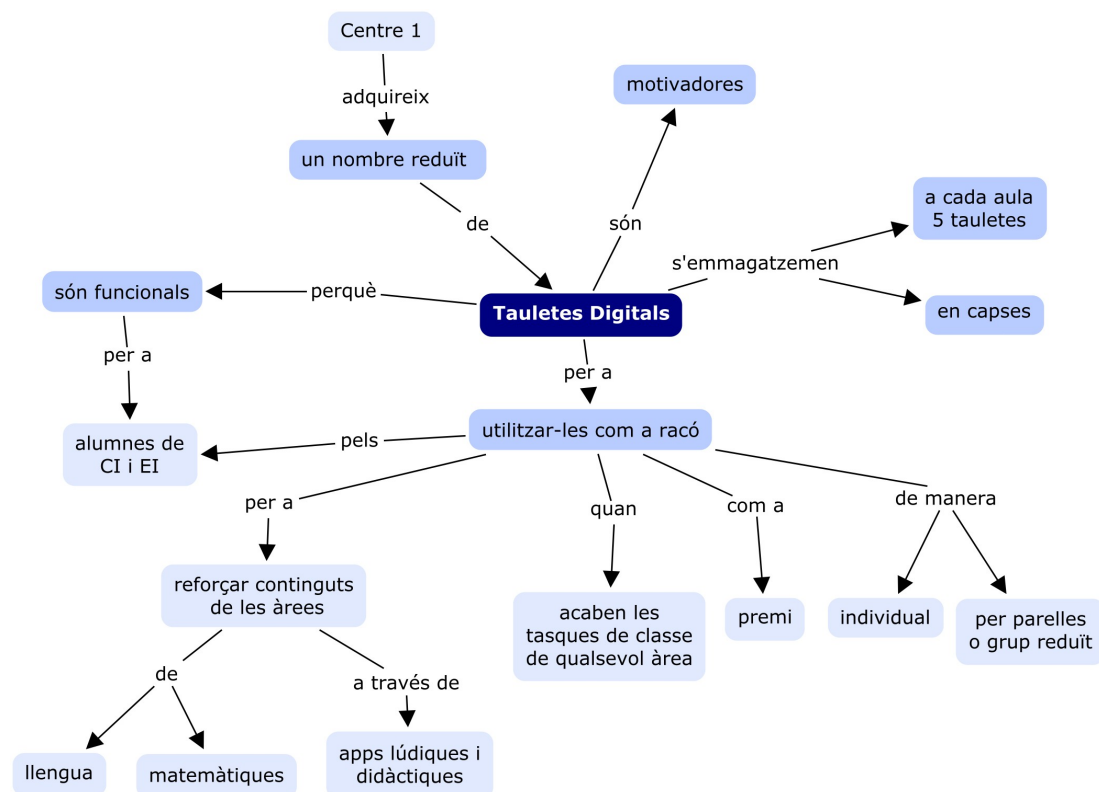 Centre 1
adquireix
un nombre reduït
de
motivadores
són
a cada aula
5 tauletes
s'emmagatzemen
en capses
Tauletes Digitals
perquè
són funcionals
per a
alumnes de
CI i EI
per a
utilitzar-les com a racó
pels
per a
quan
com a
de manera
reforçar continguts
de les àrees
acaben les
tasques de classe
de qualsevol àrea
premi
individual
per parelles
o grup reduït
de
a través de
llengua
matemàtiques
apps lúdiques i
didàctiques